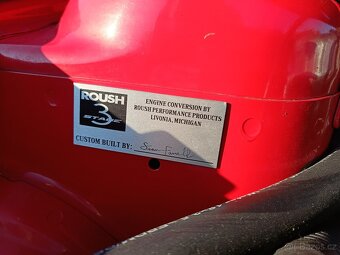 ROUSH
3
STAGE
ENGINE CONVERSION BY
ROUSH PERFORMANCE PRODUCTS
LIVONIA, MICHIGAN
CUSTOM BUILT BY: